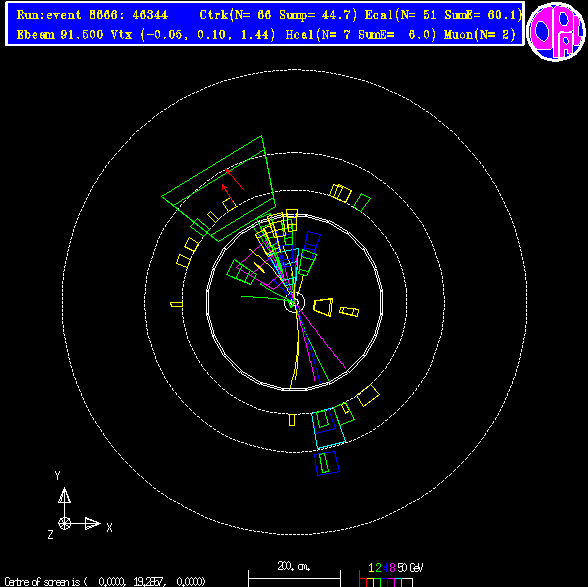 Run:event 8666: 46344 Ctrk(N= 66 Sump= 44.7) Ecal(N= 51 SumE= 60.1)
Ebeam 91.500 Vtx (-0.06, 0.10, 1.44) Hcal(N= 7 SumE= 6.0) Muon(N= 2)
OPAL
Y
X
Z
200. cm.
1 2 4 8 50 GeV
Centre of screen is ( 0.0000, 19.2857, 0.0000)